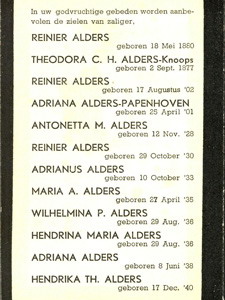 In uw godvruchtige gebeden worden aanbe-
volen de zielen van zaliger,
REINIER ALDERS
geboren 18 Mei 1860
THEODORA C. H. ALDERS-Knoops
geboren 2 Sept. 1877
REINIER ALDERS
geboren 17 Augustus '02
ADRIANA ALDERS-PAPENHOVEN
geboren 25 April '01
ANTONETTA M. ALDERS
geboren 12 Nov. '28
REINIER ALDERS
geboren 29 October '30
ADRIANUS ALDERS
geboren 10 October '33
MARIA A. ALDERS
geboren 27 April '35
WILHELMINA P. ALDERS
geboren 29 Aug. '36
HENDRINA MARIA ALDERS
geboren 29 Aug. '36
ADRIANA ALDERS
geboren 8 Juni '38
HENDRIKA TH. ALDERS
geboren 17 Dec. '40